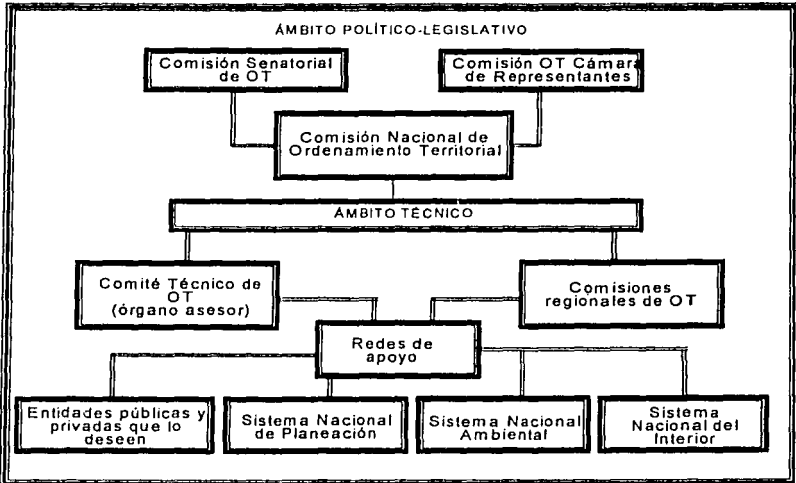 ÁMBITO POLÍTICO-LEGISLATIVO
Comisión Senatorial
de OT
Comisión OT Cámara
de Representantes
Comisión Nacional de
Ordenamiento Territorial
ÁMBITO TÉCNICO
Comité Técnico de
OT
(órgano asesor)
Comisiones
regionales de OT
Redes de
apoyo
Entidades públicas y
privadas que lo
deseen
Sistema Nacional
de Planeación
Sistema Nacional
Ambiental
Sistema
Nacional del
Interior